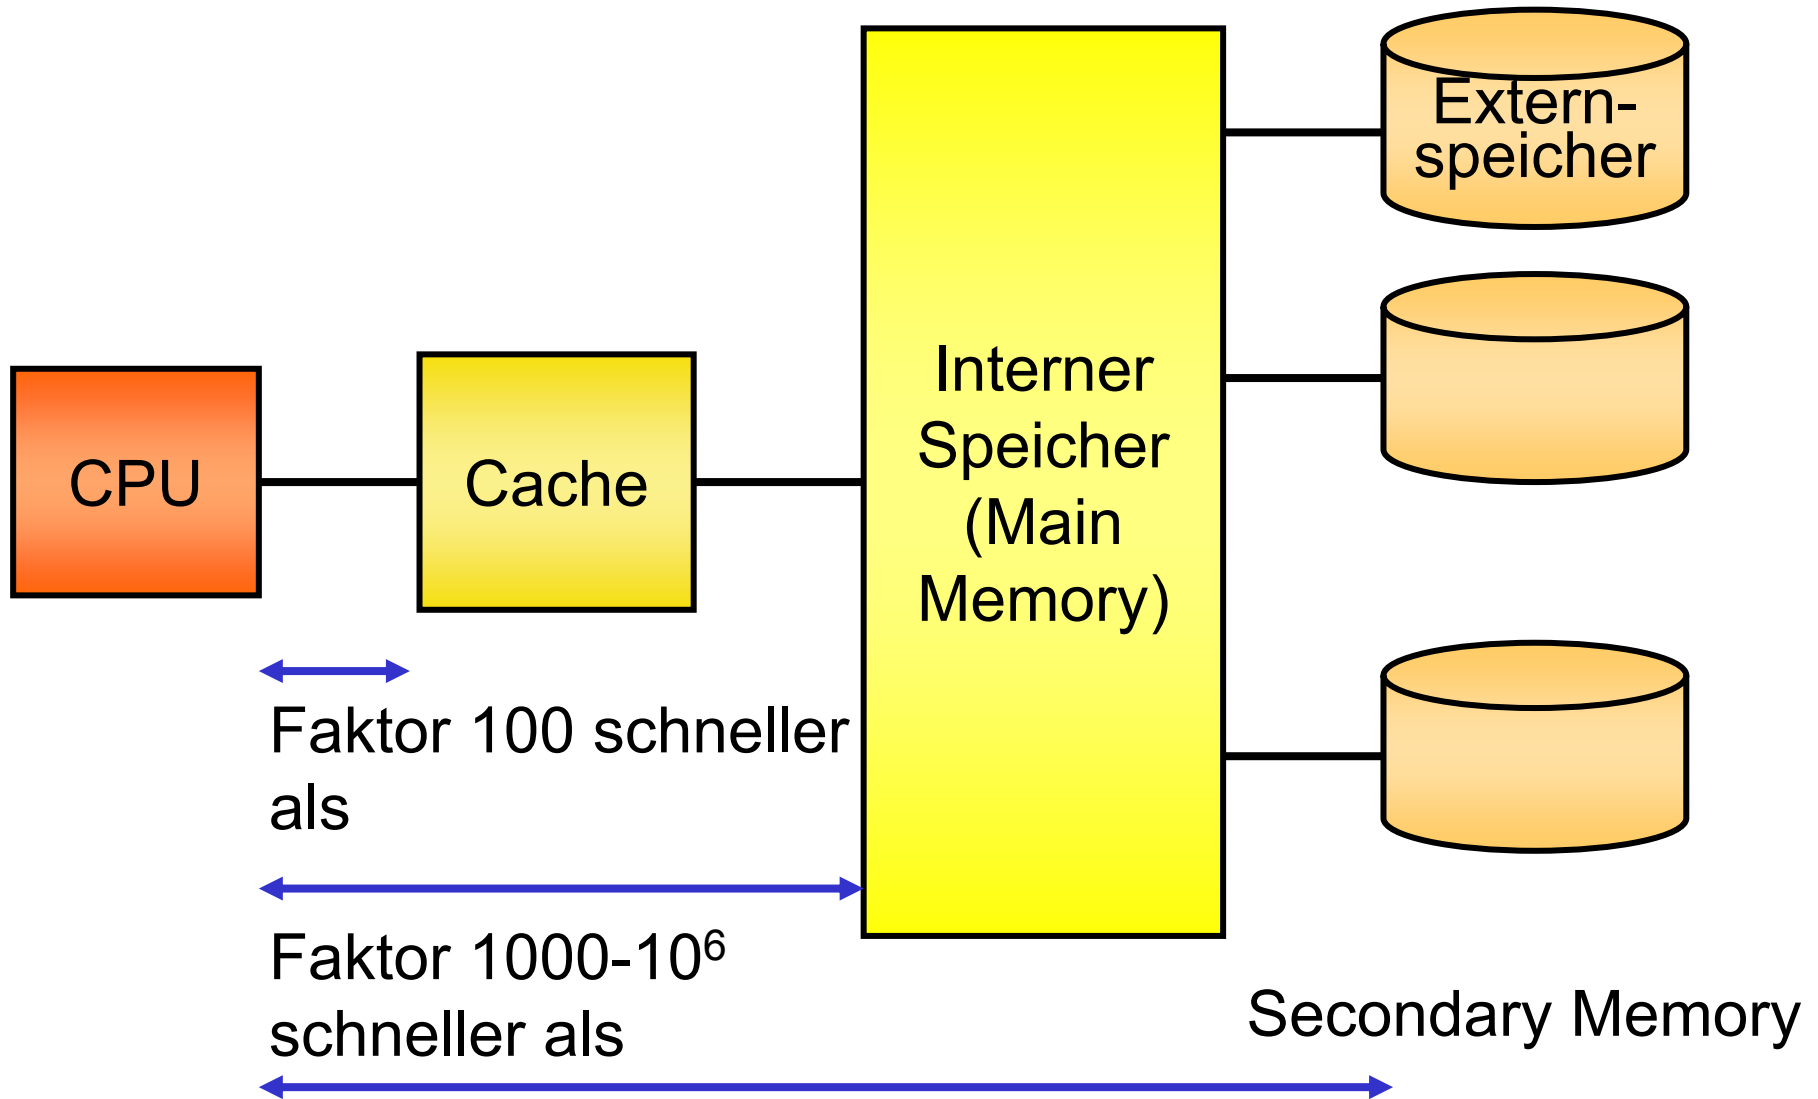 Extern-
speicher
CPU
Cache
Interner
Speicher
(Main
Memory)
Faktor 100 schneller
als
Faktor 1000-10⁶
schneller als
Secondary Memory